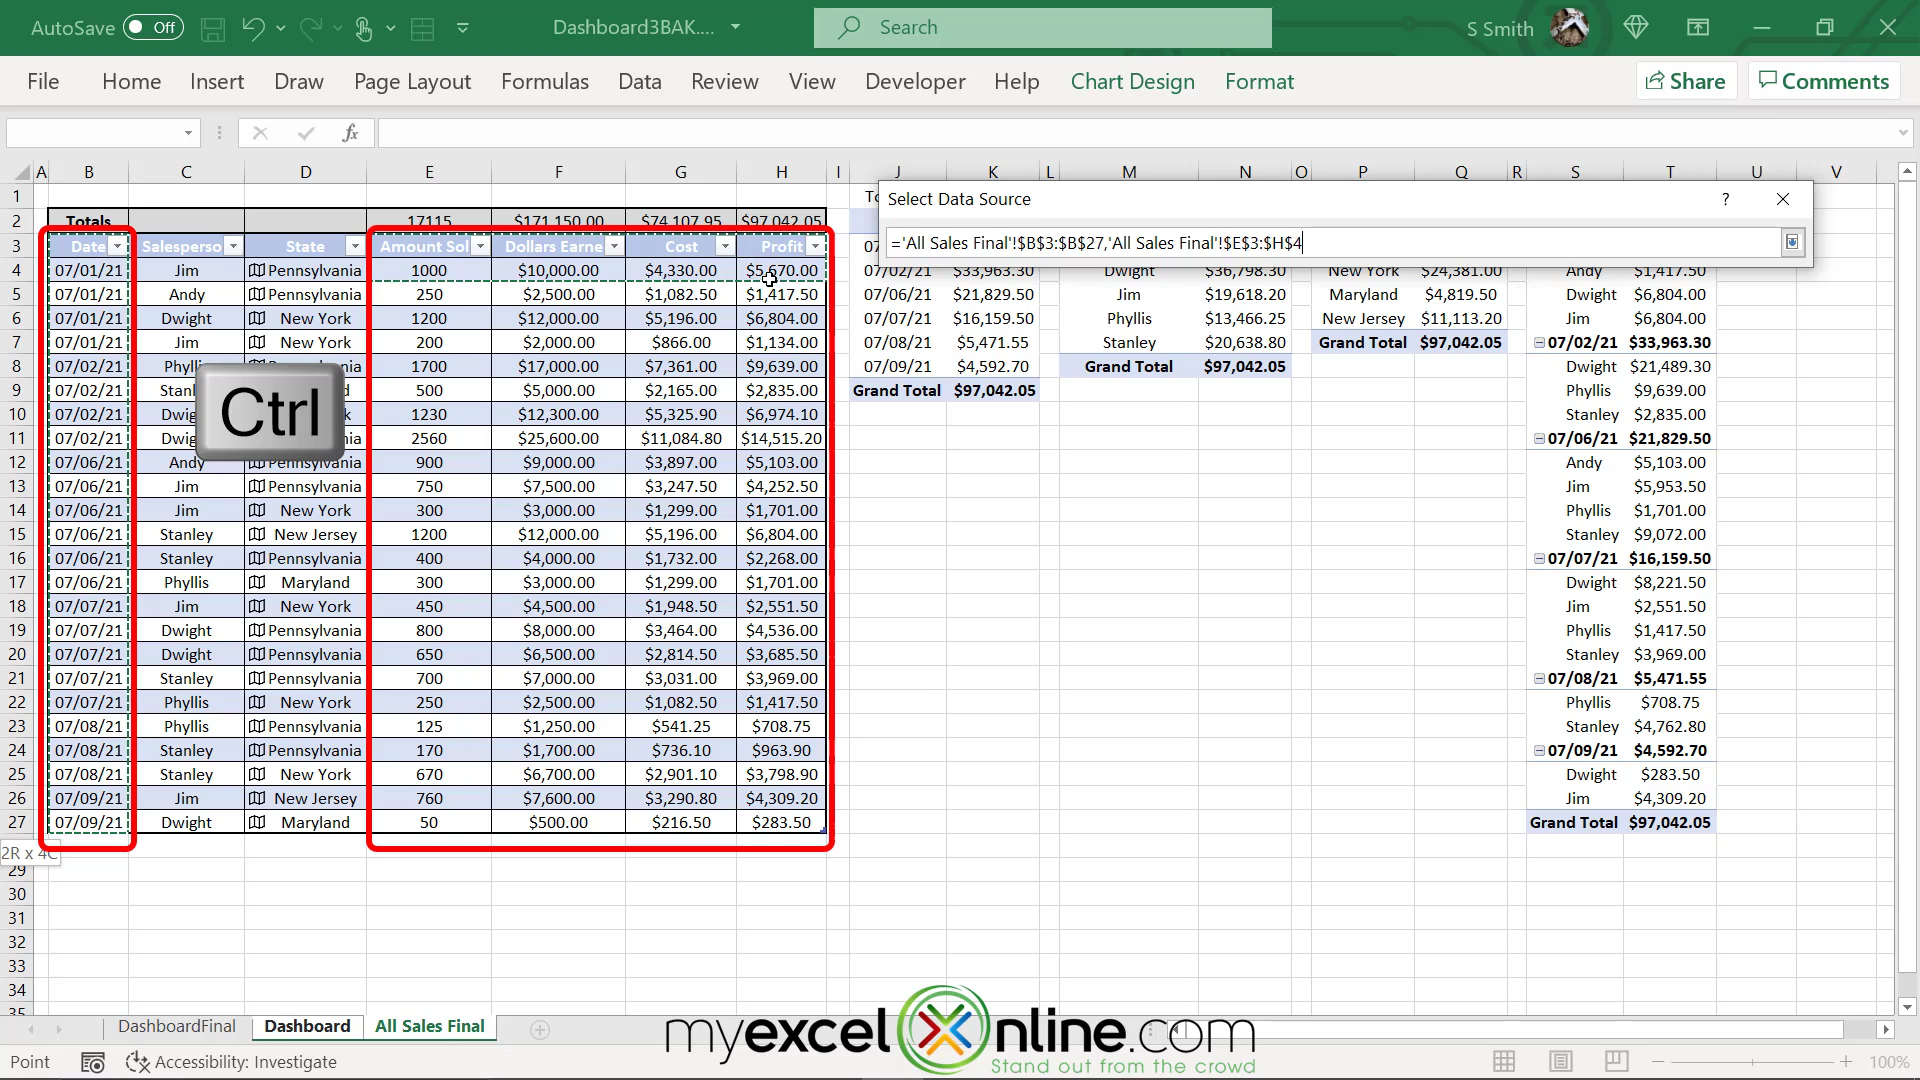 AutoSave Off Dashboard3BAK.... Search S Smith
File Home Insert Draw Page Layout Formulas Data Review View Developer Help Chart Design Format Share Comments
fx
A B C D E F G H I J K L M N O P Q R S T U V
1
2 Totals 17115 $171,150.00 $74,107.95 $97,042.05
Select Data Source ?
='All Sales Final'!$B$3:$B$27,'All Sales Final'!$E$3:$H$4
3 Date Salesperso State Amount Sol Dollars Earne Cost Profit
4 07/01/21 Jim Pennsylvania 1000 $10,000.00 $4,330.00 $5,670.00 07/02/21 $33,963.30 Dwight $36,798.30 New York $24,381.00 Andy $1,417.50
5 07/01/21 Andy Pennsylvania 250 $2,500.00 $1,082.50 $1,417.50 07/06/21 $21,829.50 Jim $19,618.20 Maryland $4,819.50 Dwight $6,804.00
6 07/01/21 Dwight New York 1200 $12,000.00 $5,196.00 $6,804.00 07/07/21 $16,159.50 Phyllis $13,466.25 New Jersey $11,113.20 Jim $6,804.00
7 07/01/21 Jim New York 200 $2,000.00 $866.00 $1,134.00 07/08/21 $5,471.55 Stanley $20,638.80 Grand Total $97,042.05 07/02/21 $33,963.30
8 07/02/21 Phyll 1700 $17,000.00 $7,361.00 $9,639.00 07/09/21 $4,592.70 Grand Total $97,042.05 Dwight $21,489.30
9 07/02/21 Stanl 500 $5,000.00 $2,165.00 $2,835.00 Grand Total $97,042.05 Phyllis $9,639.00
10 07/02/21 Dwig 1230 $12,300.00 $5,325.90 $6,974.10 Stanley $2,835.00
Ctrl
11 07/02/21 Dwig nia 2560 $25,600.00 $11,084.80 $14,515.20 07/06/21 $21,829.50
12 07/06/21 Andy Pennsylvania 900 $9,000.00 $3,897.00 $5,103.00 Andy $5,103.00
13 07/06/21 Jim Pennsylvania 750 $7,500.00 $3,247.50 $4,252.50 Jim $5,953.50
14 07/06/21 Jim New York 300 $3,000.00 $1,299.00 $1,701.00 Phyllis $1,701.00
15 07/06/21 Stanley New Jersey 1200 $12,000.00 $5,196.00 $6,804.00 Stanley $9,072.00
16 07/06/21 Stanley Pennsylvania 400 $4,000.00 $1,732.00 $2,268.00 07/07/21 $16,159.50
17 07/06/21 Phyllis Maryland 300 $3,000.00 $1,299.00 $1,701.00 Dwight $8,221.50
18 07/07/21 Jim New York 450 $4,500.00 $1,948.50 $2,551.50 Jim $2,551.50
19 07/07/21 Dwight Pennsylvania 800 $8,000.00 $3,464.00 $4,536.00 Phyllis $1,417.50
20 07/07/21 Dwight Pennsylvania 650 $6,500.00 $2,814.50 $3,685.50 Stanley $3,969.00
21 07/07/21 Stanley Pennsylvania 700 $7,000.00 $3,031.00 $3,969.00 07/08/21 $5,471.55
22 07/07/21 Phyllis New York 250 $2,500.00 $1,082.50 $1,417.50 Phyllis $708.75
23 07/08/21 Phyllis Pennsylvania 125 $1,250.00 $541.25 $708.75 Stanley $4,762.80
24 07/08/21 Stanley Pennsylvania 170 $1,700.00 $736.10 $963.90 07/09/21 $4,592.70
25 07/08/21 Stanley New York 670 $6,700.00 $2,901.10 $3,798.90 Dwight $283.50
26 07/09/21 Jim New Jersey 760 $7,600.00 $3,290.80 $4,309.20 Jim $4,309.20
27 07/09/21 Dwight Maryland 50 $500.00 $216.50 $283.50 Grand Total $97,042.05
2R x 4C
29
30
31
32
33
34
35
DashboardFinal Dashboard All Sales Final
myexcelonline.com
Stand out from the crowd
Point Accessibility: Investigate 100%